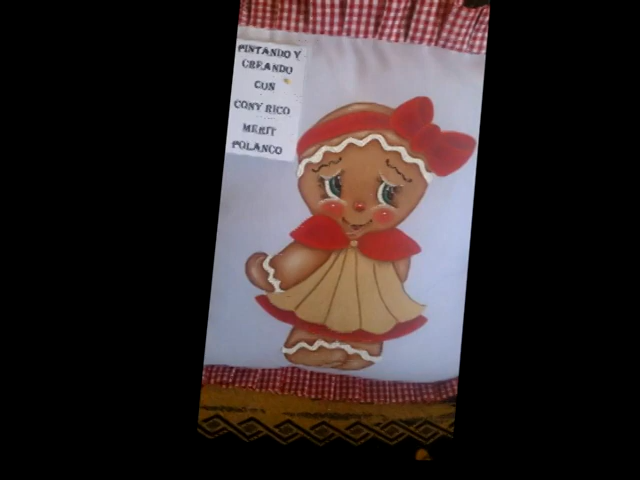 PINTANDO Y
CREANDO
CON
CONY RICO
MERIT
POLANCO